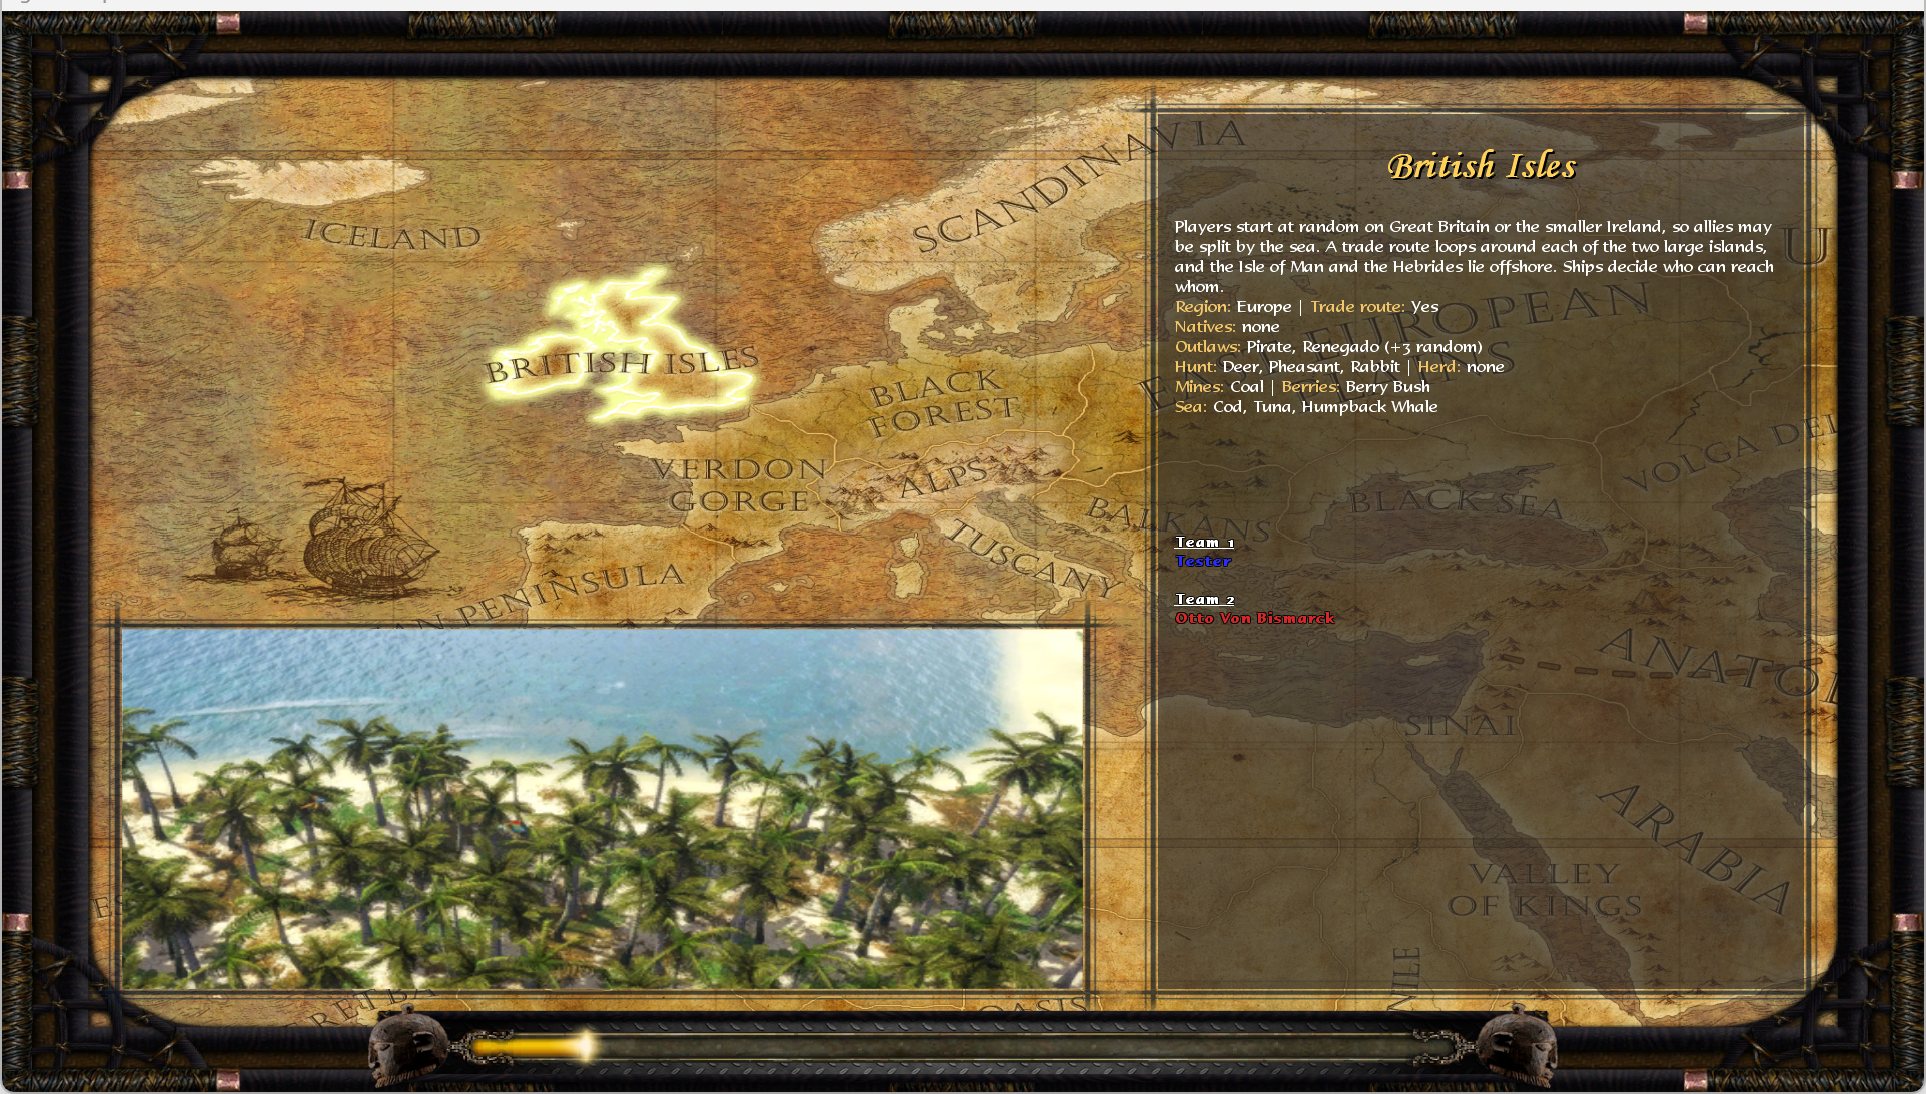 SCANDINAVIA
ICELAND
BRITISH ISLES
BLACK
FOREST
VERDON
GORGE
ALPS
BALKANS
TUSCANY
PENINSULA
British Isles
Players start at random on Great Britain or the smaller Ireland, so allies may
be split by the sea. A trade route loops around each of the two large islands,
and the Isle of Man and the Hebrides lie offshore. Ships decide who can reach
whom.
Region: Europe | Trade route: Yes
Natives: none
Outlaws: Pirate, Renegado (+3 random)
Hunt: Deer, Pheasant, Rabbit | Herd: none
Mines: Coal | Berries: Berry Bush
Sea: Cod, Tuna, Humpback Whale
EUROPEAN
VOLGA DEL
BLACK SEA
Team 1
Tester
Team 2
Otto Von Bismarck
ANATOL
SINAI
ARABIA
VALLEY
OF KINGS
NILE
OASIS